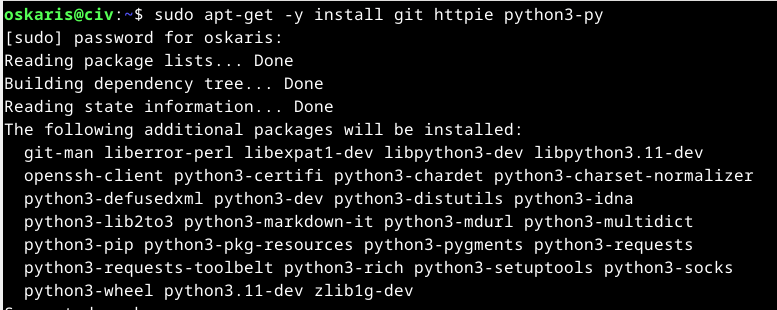 oskaris@civ:~$ sudo apt-get -y install git httpie python3-py
[sudo] password for oskaris:
Reading package lists... Done
Building dependency tree... Done
Reading state information... Done
The following additional packages will be installed:
git-man liberror-perl libexpat1-dev libpython3-dev libpython3.11-dev
openssh-client python3-certifi python3-chardet python3-charset-normalizer
python3-defusedxml python3-dev python3-distutils python3-idna
python3-lib2to3 python3-markdown-it python3-mdurl python3-multidict
python3-pip python3-pkg-resources python3-pygments python3-requests
python3-requests-toolbelt python3-rich python3-setuptools python3-socks
python3-wheel python3.11-dev zlib1g-dev